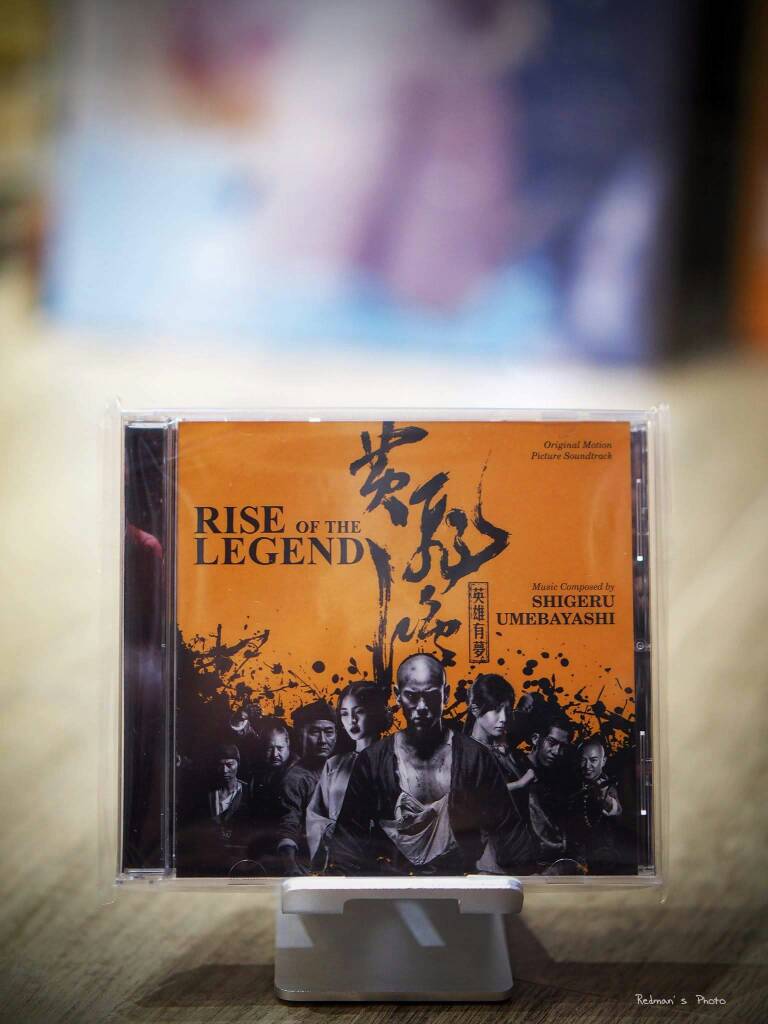 Original Motion
Picture Soundtrack
黃飛鴻
RISE OF THE
LEGEND
英雄有夢
Music Composed by
SHIGERU
UMEBAYASHI
Redman's Photo